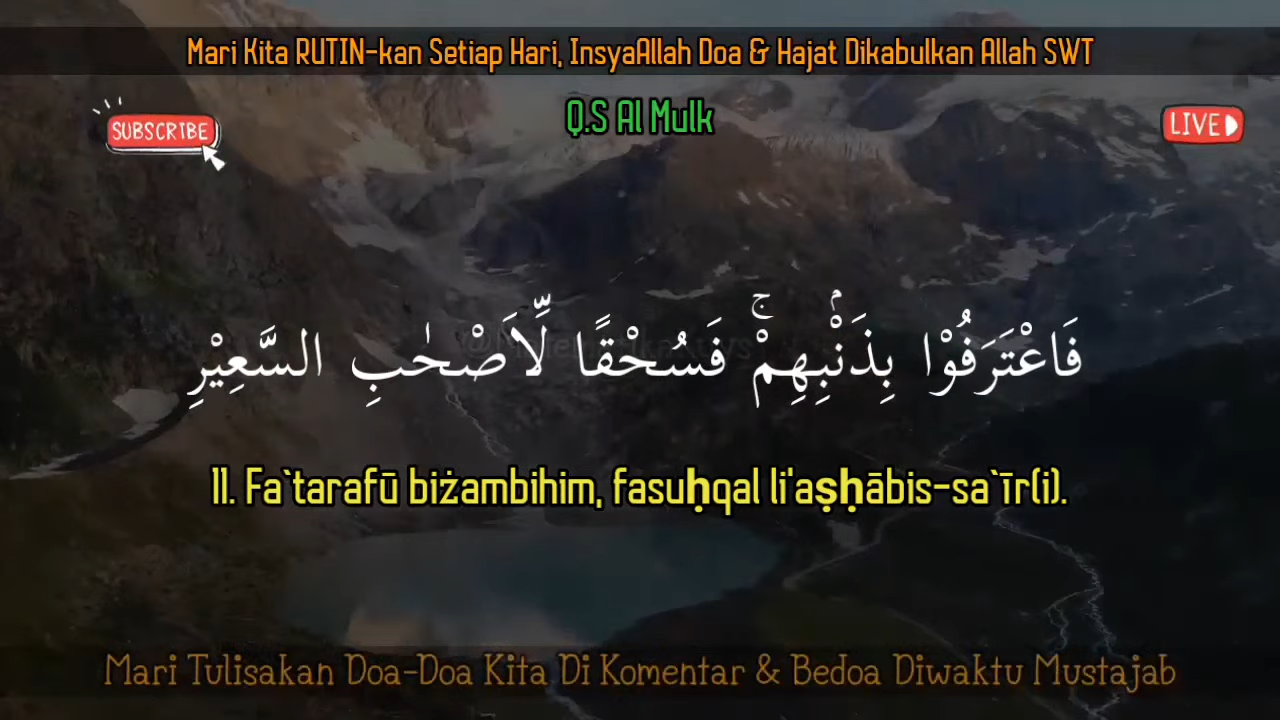 Mari Kita RUTIN-kan Setiap Hari, InsyaAllah Doa & Hajat Dikabulkan Allah SWT
Q.S Al Mulk
SUBSCRIBE
LIVE
فَاعْتَرَفُوْا بِذَنْۢبِهِمْۚ فَسُحْقًا لِّاَصْحٰبِ السَّعِيْرِ
11. Fa`tarafū biżambihim, fasuḥqal li'aṣḥābis-sa`īr(i).
Mari Tulisakan Doa-Doa Kita Di Komentar & Bedoa Diwaktu Mustajab